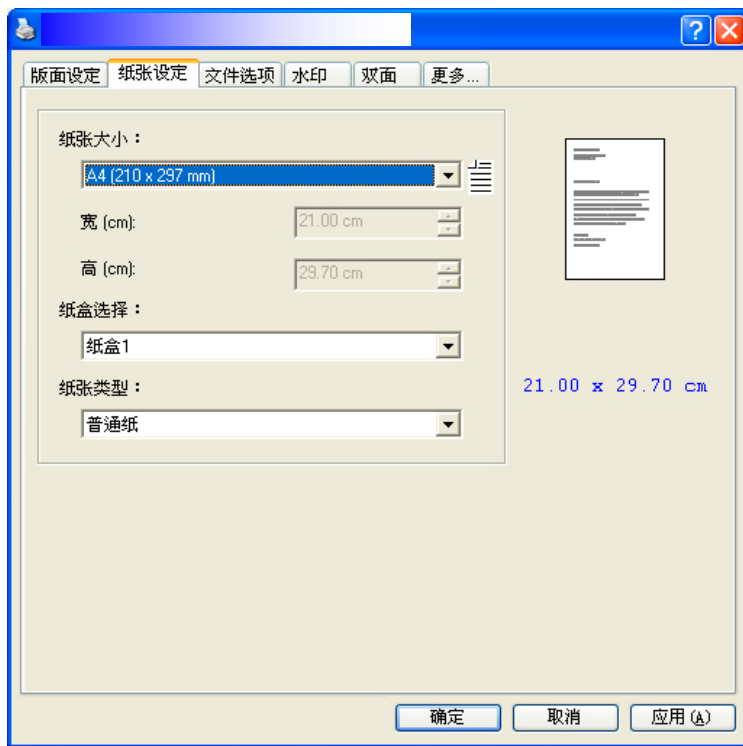 版面设定 纸张设定 文件选项 水印 双面 更多...
纸张大小：
A4 (210 x 297 mm)
宽 (cm): 21.00 cm
高 (cm): 29.70 cm
纸盒选择：
纸盒1
纸张类型：
21.00 x 29.70 cm
普通纸
确定 取消 应用(A)